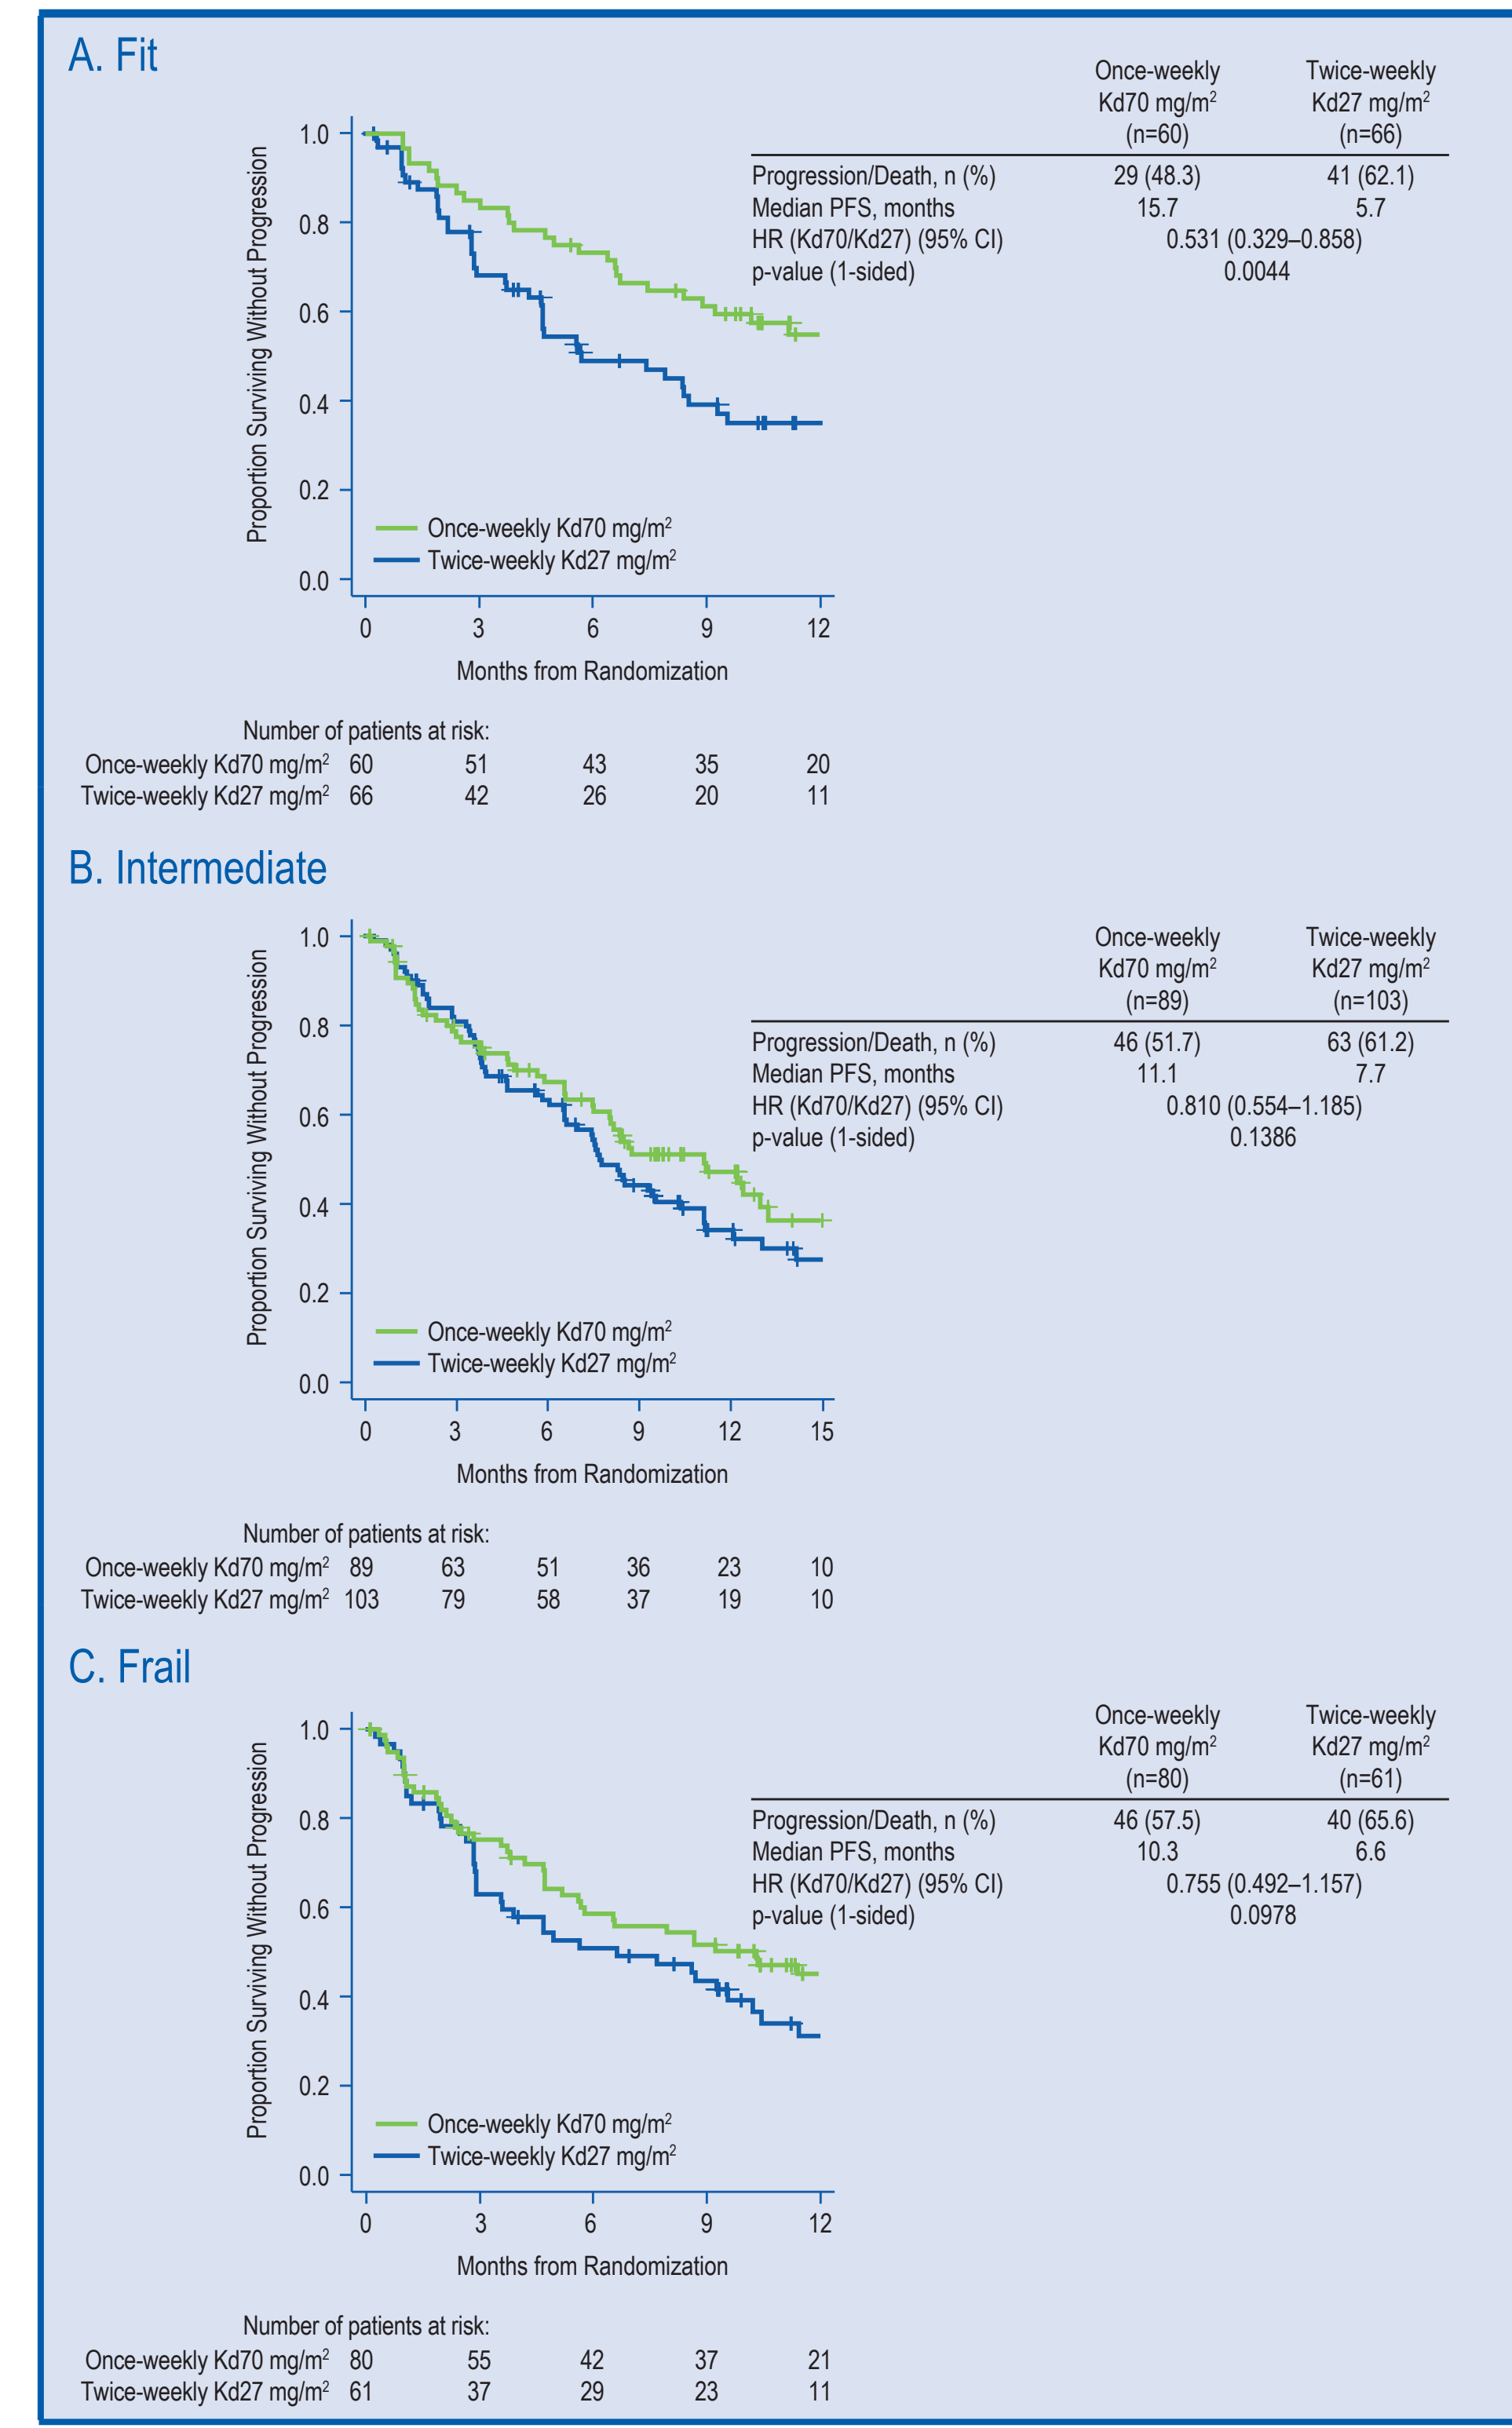 A. Fit
Once-weekly Twice-weekly
Kd70 mg/m² Kd27 mg/m²
(n=60) (n=66)
Progression/Death, n (%) 29 (48.3) 41 (62.1)
Median PFS, months 15.7 5.7
HR (Kd70/Kd27) (95% CI) 0.531 (0.329–0.858)
p-value (1-sided) 0.0044
Proportion Surviving Without Progression
1.0
0.8
0.6
0.4
0.2
0.0
Once-weekly Kd70 mg/m²
Twice-weekly Kd27 mg/m²
0 3 6 9 12
Months from Randomization
Number of patients at risk:
Once-weekly Kd70 mg/m² 60 51 43 35 20
Twice-weekly Kd27 mg/m² 66 42 26 20 11
B. Intermediate
Once-weekly Twice-weekly
Kd70 mg/m² Kd27 mg/m²
(n=89) (n=103)
Progression/Death, n (%) 46 (51.7) 63 (61.2)
Median PFS, months 11.1 7.7
HR (Kd70/Kd27) (95% CI) 0.810 (0.554–1.185)
p-value (1-sided) 0.1386
Proportion Surviving Without Progression
1.0
0.8
0.6
0.4
0.2
0.0
Once-weekly Kd70 mg/m²
Twice-weekly Kd27 mg/m²
0 3 6 9 12 15
Months from Randomization
Number of patients at risk:
Once-weekly Kd70 mg/m² 89 63 51 36 23 10
Twice-weekly Kd27 mg/m² 103 79 58 37 19 10
C. Frail
Once-weekly Twice-weekly
Kd70 mg/m² Kd27 mg/m²
(n=80) (n=61)
Progression/Death, n (%) 46 (57.5) 40 (65.6)
Median PFS, months 10.3 6.6
HR (Kd70/Kd27) (95% CI) 0.755 (0.492–1.157)
p-value (1-sided) 0.0978
Proportion Surviving Without Progression
1.0
0.8
0.6
0.4
0.2
0.0
Once-weekly Kd70 mg/m²
Twice-weekly Kd27 mg/m²
0 3 6 9 12
Months from Randomization
Number of patients at risk:
Once-weekly Kd70 mg/m² 80 55 42 37 21
Twice-weekly Kd27 mg/m² 61 37 29 23 11